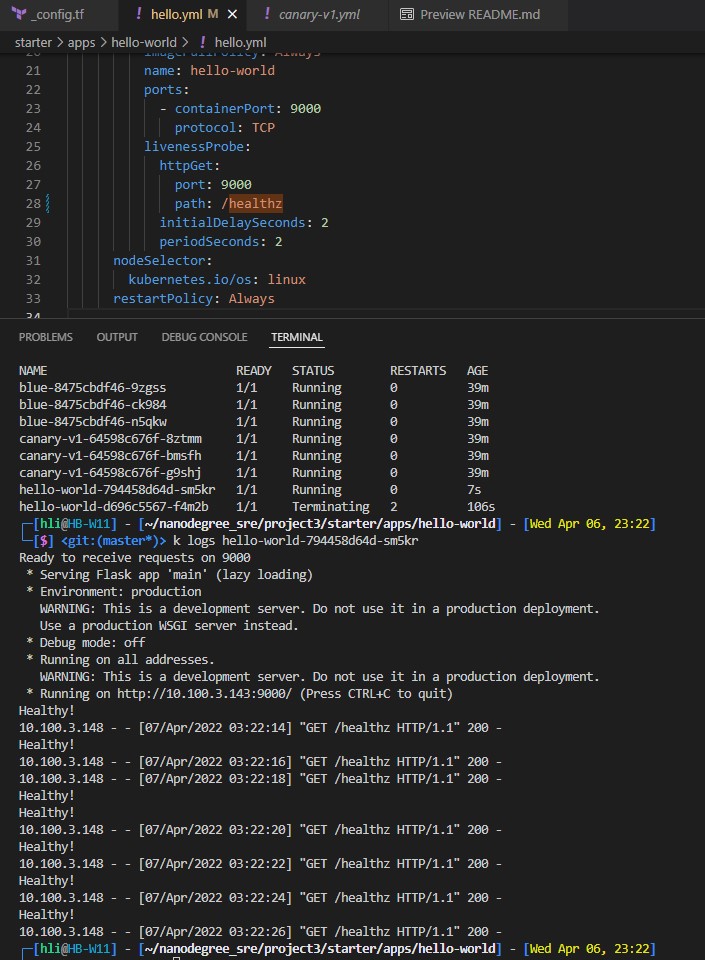 _config.tf
! hello.yml M ×
! canary-v1.yml
Preview README.md
starter > apps > hello-world > ! hello.yml
20 imagePullPolicy: Always
21 name: hello-world
22 ports:
23 - containerPort: 9000
24 protocol: TCP
25 livenessProbe:
26 httpGet:
27 port: 9000
28 path: /healthz
29 initialDelaySeconds: 2
30 periodSeconds: 2
31 nodeSelector:
32 kubernetes.io/os: linux
33 restartPolicy: Always
34
PROBLEMS OUTPUT DEBUG CONSOLE TERMINAL
NAME READY STATUS RESTARTS AGE
blue-8475cbdf46-9zgss 1/1 Running 0 39m
blue-8475cbdf46-ck984 1/1 Running 0 39m
blue-8475cbdf46-n5qkw 1/1 Running 0 39m
canary-v1-64598c676f-8ztmm 1/1 Running 0 39m
canary-v1-64598c676f-bmsfh 1/1 Running 0 39m
canary-v1-64598c676f-g9shj 1/1 Running 0 39m
hello-world-794458d64d-sm5kr 1/1 Running 0 7s
hello-world-d696c5567-f4m2b 1/1 Terminating 2 106s
┌─[hli@HB-W11] - [~/nanodegree_sre/project3/starter/apps/hello-world] - [Wed Apr 06, 23:22]
└─[$] <git:(master*)> k logs hello-world-794458d64d-sm5kr
Ready to receive requests on 9000
* Serving Flask app 'main' (lazy loading)
* Environment: production
WARNING: This is a development server. Do not use it in a production deployment.
Use a production WSGI server instead.
* Debug mode: off
* Running on all addresses.
WARNING: This is a development server. Do not use it in a production deployment.
* Running on http://10.100.3.143:9000/ (Press CTRL+C to quit)
Healthy!
10.100.3.148 - - [07/Apr/2022 03:22:14] "GET /healthz HTTP/1.1" 200 -
Healthy!
10.100.3.148 - - [07/Apr/2022 03:22:16] "GET /healthz HTTP/1.1" 200 -
10.100.3.148 - - [07/Apr/2022 03:22:18] "GET /healthz HTTP/1.1" 200 -
Healthy!
Healthy!
10.100.3.148 - - [07/Apr/2022 03:22:20] "GET /healthz HTTP/1.1" 200 -
Healthy!
10.100.3.148 - - [07/Apr/2022 03:22:22] "GET /healthz HTTP/1.1" 200 -
Healthy!
10.100.3.148 - - [07/Apr/2022 03:22:24] "GET /healthz HTTP/1.1" 200 -
Healthy!
10.100.3.148 - - [07/Apr/2022 03:22:26] "GET /healthz HTTP/1.1" 200 -
┌─[hli@HB-W11] - [~/nanodegree_sre/project3/starter/apps/hello-world] - [Wed Apr 06, 23:22]